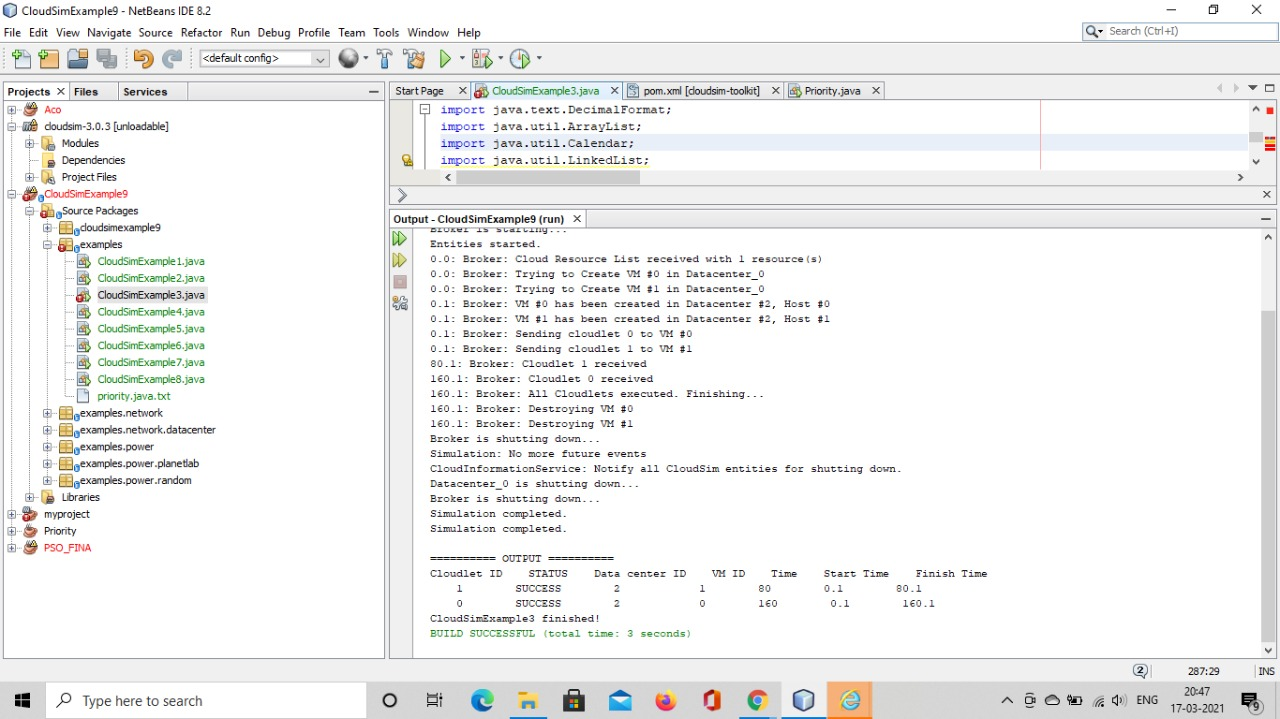 CloudSimExample9 - NetBeans IDE 8.2
File Edit View Navigate Source Refactor Run Debug Profile Team Tools Window Help
Search (Ctrl+I)
<default config>
Projects Files Services
Aco
cloudsim-3.0.3 [unloadable]
Modules
Dependencies
Project Files
CloudSimExample9
Source Packages
cloudsimexample9
examples
CloudSimExample1.java
CloudSimExample2.java
CloudSimExample3.java
CloudSimExample4.java
CloudSimExample5.java
CloudSimExample6.java
CloudSimExample7.java
CloudSimExample8.java
priority.java.txt
examples.network
examples.network.datacenter
examples.power
examples.power.planetlab
examples.power.random
Libraries
myproject
Priority
PSO_FINA
Start Page CloudSimExample3.java pom.xml [cloudsim-toolkit] Priority.java
import java.text.DecimalFormat;
import java.util.ArrayList;
import java.util.Calendar;
import java.util.LinkedList;
Output - CloudSimExample9 (run)
Broker is starting...
Entities started.
0.0: Broker: Cloud Resource List received with 1 resource(s)
0.0: Broker: Trying to Create VM #0 in Datacenter_0
0.0: Broker: Trying to Create VM #1 in Datacenter_0
0.1: Broker: VM #0 has been created in Datacenter #2, Host #0
0.1: Broker: VM #1 has been created in Datacenter #2, Host #1
0.1: Broker: Sending cloudlet 0 to VM #0
0.1: Broker: Sending cloudlet 1 to VM #1
80.1: Broker: Cloudlet 1 received
160.1: Broker: Cloudlet 0 received
160.1: Broker: All Cloudlets executed. Finishing...
160.1: Broker: Destroying VM #0
160.1: Broker: Destroying VM #1
Broker is shutting down...
Simulation: No more future events
CloudInformationService: Notify all CloudSim entities for shutting down.
Datacenter_0 is shutting down...
Broker is shutting down...
Simulation completed.
Simulation completed.
========== OUTPUT ==========
Cloudlet ID STATUS Data center ID VM ID Time Start Time Finish Time
1 SUCCESS 2 1 80 0.1 80.1
0 SUCCESS 2 0 160 0.1 160.1
CloudSimExample3 finished!
BUILD SUCCESSFUL (total time: 3 seconds)
2 287:29 INS
Type here to search
ENG
20:47
17-03-2021
9